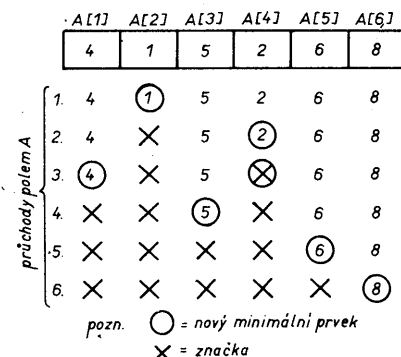 A[1] A[2] A[3] A[4] A[5] A[6]
4 1 5 2 6 8
průchody polem A
1. 4 1 5 2 6 8
2. 4 × 5 2 6 8
3. 4 × 5 × 6 8
4. × × 5 × 6 8
5. × × × × 6 8
6. × × × × × 8
pozn. ○ = nový minimální prvek
× = značka